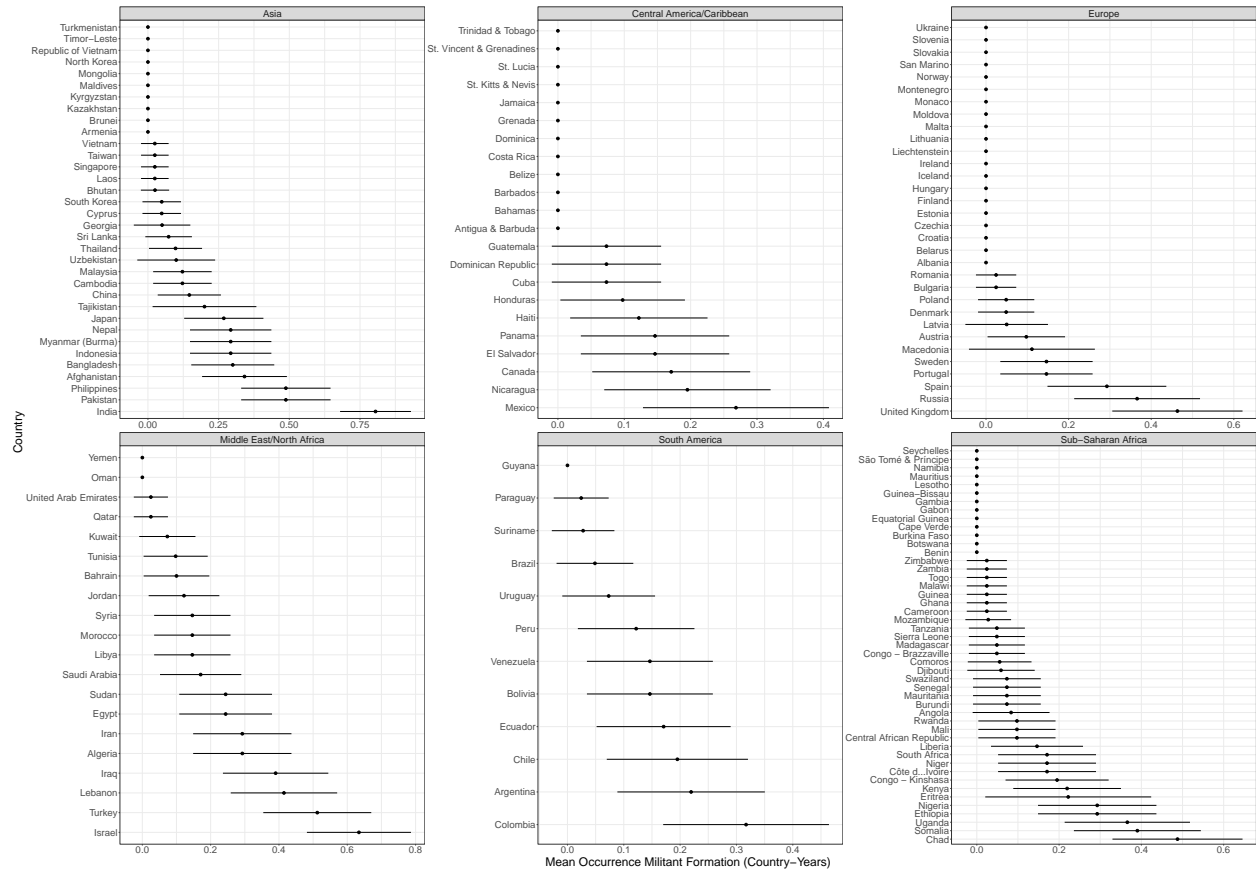 Asia
Turkmenistan
Timor−Leste
Republic of Vietnam
North Korea
Mongolia
Maldives
Kyrgyzstan
Kazakhstan
Brunei
Armenia
Vietnam
Taiwan
Singapore
Laos
Bhutan
South Korea
Cyprus
Georgia
Sri Lanka
Thailand
Uzbekistan
Malaysia
Cambodia
China
Tajikistan
Japan
Nepal
Myanmar (Burma)
Indonesia
Bangladesh
Afghanistan
Philippines
Pakistan
India
0.00 0.25 0.50 0.75
Central America/Caribbean
Trinidad & Tobago
St. Vincent & Grenadines
St. Lucia
St. Kitts & Nevis
Jamaica
Grenada
Dominica
Costa Rica
Belize
Barbados
Bahamas
Antigua & Barbuda
Guatemala
Dominican Republic
Cuba
Honduras
Haiti
Panama
El Salvador
Canada
Nicaragua
Mexico
0.0 0.1 0.2 0.3 0.4
Europe
Ukraine
Slovenia
Slovakia
San Marino
Norway
Montenegro
Monaco
Moldova
Malta
Lithuania
Liechtenstein
Ireland
Iceland
Hungary
Finland
Estonia
Czechia
Croatia
Belarus
Albania
Romania
Bulgaria
Poland
Denmark
Latvia
Austria
Macedonia
Sweden
Portugal
Spain
Russia
United Kingdom
0.0 0.2 0.4 0.6
Country
Middle East/North Africa
Yemen
Oman
United Arab Emirates
Qatar
Kuwait
Tunisia
Bahrain
Jordan
Syria
Morocco
Libya
Saudi Arabia
Sudan
Egypt
Iran
Algeria
Iraq
Lebanon
Turkey
Israel
0.0 0.2 0.4 0.6 0.8
South America
Guyana
Paraguay
Suriname
Brazil
Uruguay
Peru
Venezuela
Bolivia
Ecuador
Chile
Argentina
Colombia
0.0 0.1 0.2 0.3 0.4
Sub−Saharan Africa
Seychelles
São Tomé & Príncipe
Namibia
Mauritius
Lesotho
Guinea−Bissau
Gambia
Gabon
Equatorial Guinea
Cape Verde
Burkina Faso
Botswana
Benin
Zimbabwe
Zambia
Togo
Malawi
Guinea
Ghana
Cameroon
Mozambique
Tanzania
Sierra Leone
Madagascar
Congo − Brazzaville
Comoros
Djibouti
Swaziland
Senegal
Mauritania
Burundi
Angola
Rwanda
Mali
Central African Republic
Liberia
South Africa
Niger
Côte d...Ivoire
Congo − Kinshasa
Kenya
Eritrea
Nigeria
Ethiopia
Uganda
Somalia
Chad
0.0 0.2 0.4 0.6
Mean Occurrence Militant Formation (Country−Years)